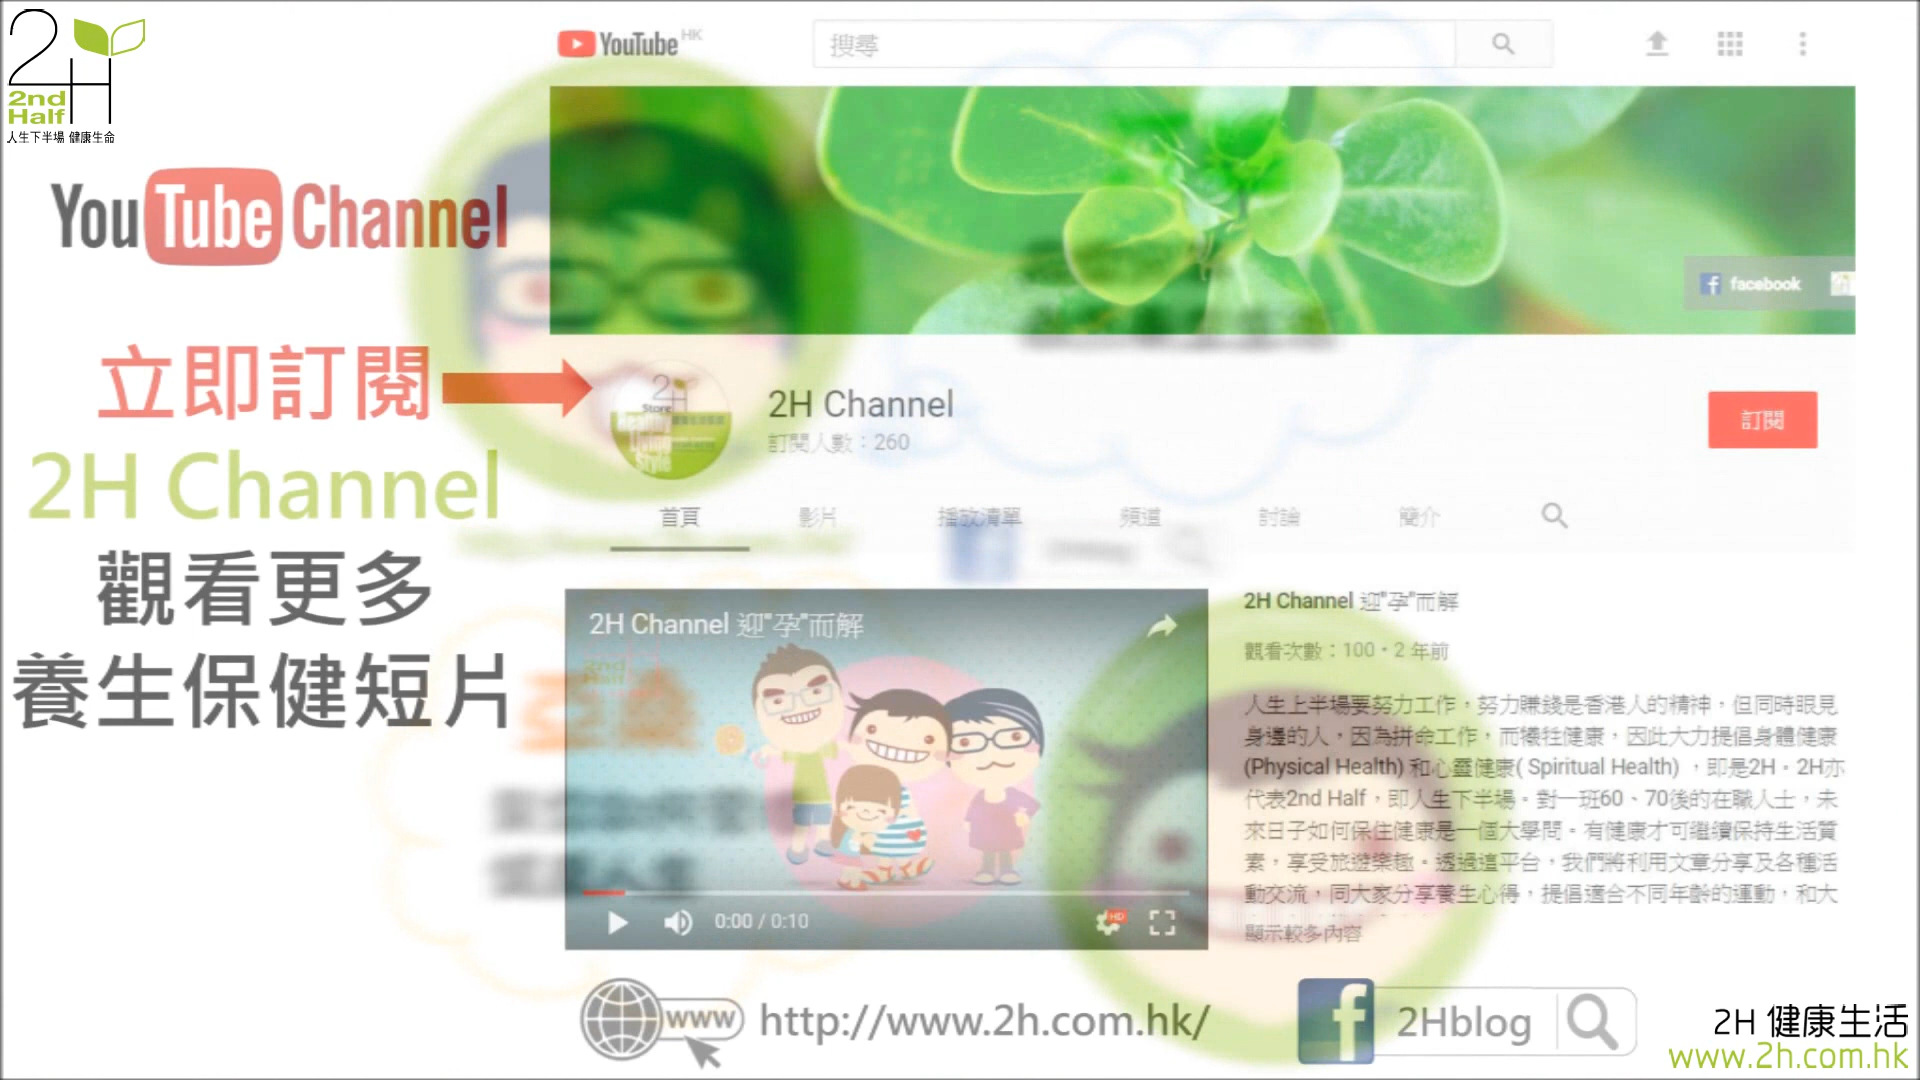 2H
2nd
Half
人生下半場 健康生命
YouTube Channel
立即訂閱
2H Channel
觀看更多
養生保健短片
YouTube HK
搜尋
facebook
2H
Store
Healthy
Living
Style
2H Channel
訂閱人數：260
訂閱
首頁 影片 播放清單 頻道 討論 簡介
2H Channel 迎"孕"而解
2nd
Half
0:00 / 0:10
HD
2H Channel 迎"孕"而解
觀看次數：100・2 年前
人生上半場要努力工作，努力賺錢是香港人的精神，但同時眼見
身邊的人，因為拼命工作，而犧牲健康，因此大力提倡身體健康
(Physical Health) 和心靈健康( Spiritual Health) ，即是2H。2H亦
代表2nd Half，即人生下半場。對一班60、70後的在職人士，未
來日子如何保住健康是一個大學問。有健康才可繼續保持生活質
素，享受旅遊樂趣。透過這平台，我們將利用文章分享及各種活
動交流，同大家分享養生心得，提倡適合不同年齡的運動，和大
顯示較多內容
www
http://www.2h.com.hk/
2Hblog
2H 健康生活
www.2h.com.hk